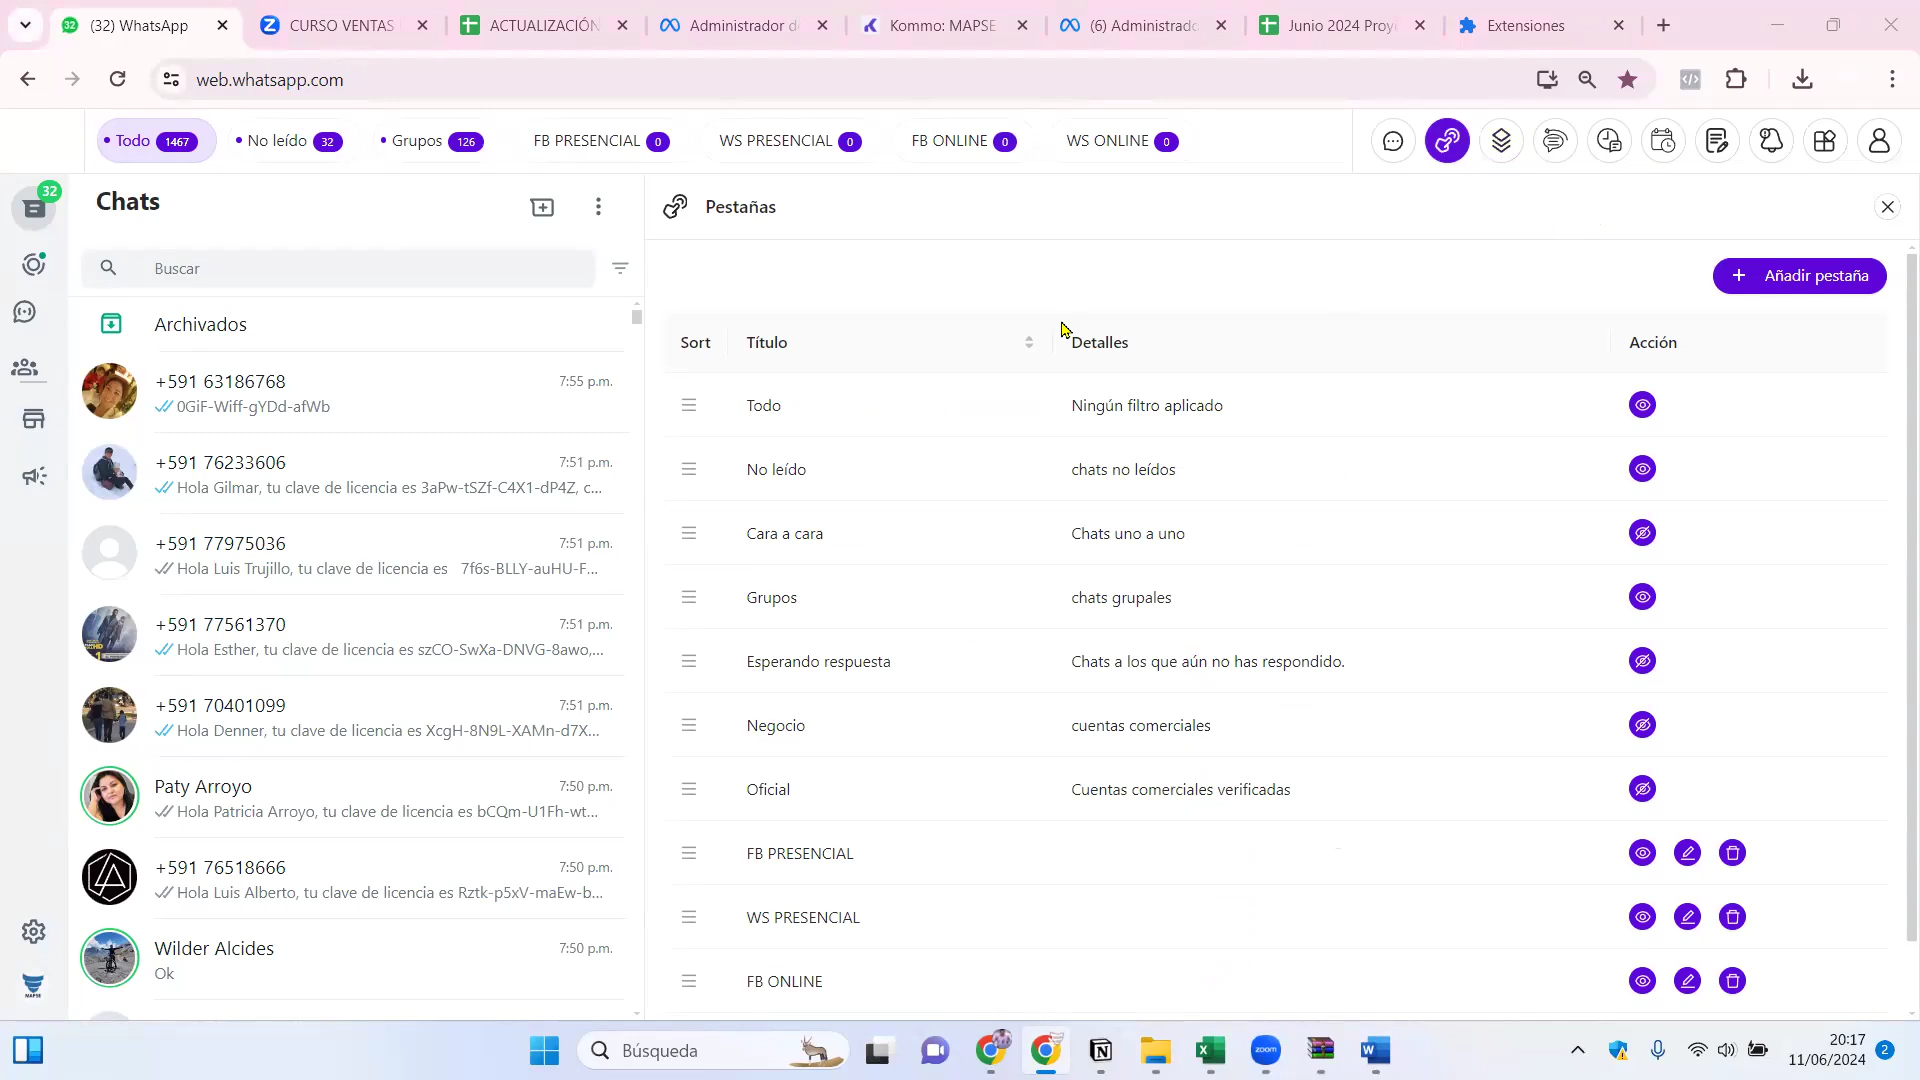 (32) WhatsApp
CURSO VENTAS
ACTUALIZACIÓN
Administrador d
Kommo: MAPSE
(6) Administrado
Junio 2024 Proy
Extensiones
web.whatsapp.com
Todo 1467
No leído 32
Grupos 126
FB PRESENCIAL 0
WS PRESENCIAL 0
FB ONLINE 0
WS ONLINE 0
32
Chats
Buscar
Archivados
+591 63186768
7:55 p.m.
0GiF-Wiff-gYDd-afWb
+591 76233606
7:51 p.m.
Hola Gilmar, tu clave de licencia es 3aPw-tSZf-C4X1-dP4Z, c...
+591 77975036
7:51 p.m.
Hola Luis Trujillo, tu clave de licencia es 7f6s-BLLY-auHU-F...
+591 77561370
7:51 p.m.
Hola Esther, tu clave de licencia es szCO-SwXa-DNVG-8awo,...
+591 70401099
7:51 p.m.
Hola Denner, tu clave de licencia es XcgH-8N9L-XAMn-d7X...
Paty Arroyo
7:50 p.m.
Hola Patricia Arroyo, tu clave de licencia es bCQm-U1Fh-wt...
+591 76518666
7:50 p.m.
Hola Luis Alberto, tu clave de licencia es Rztk-p5xV-maEw-b...
Wilder Alcides
7:50 p.m.
Ok
MAPSE
Pestañas
+ Añadir pestaña
Sort
Título
Detalles
Acción
Todo
Ningún filtro aplicado
No leído
chats no leídos
Cara a cara
Chats uno a uno
Grupos
chats grupales
Esperando respuesta
Chats a los que aún no has respondido.
Negocio
cuentas comerciales
Oficial
Cuentas comerciales verificadas
FB PRESENCIAL
WS PRESENCIAL
FB ONLINE
Búsqueda
zoom
20:17
11/06/2024
2